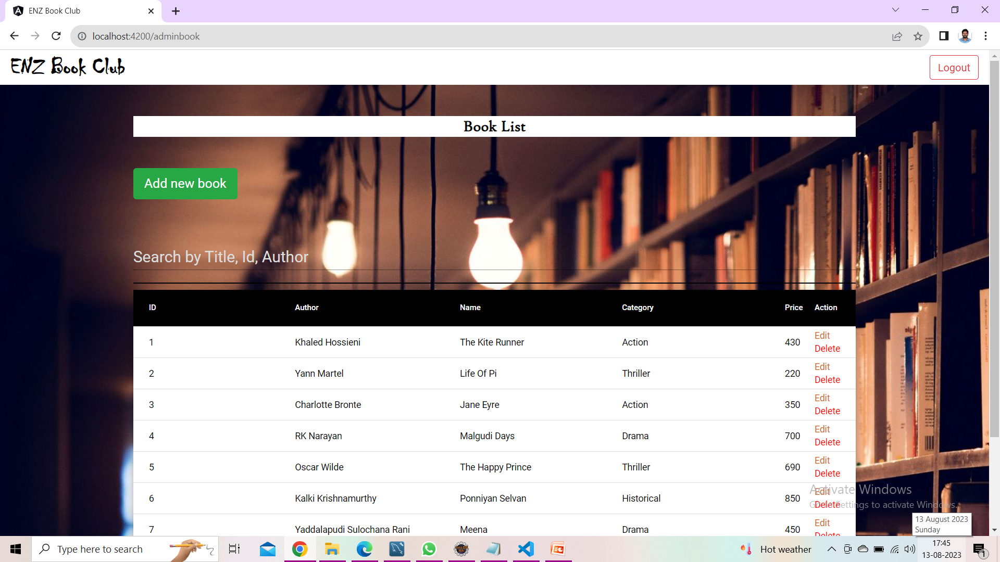 ENZ Book Club
localhost:4200/adminbook
ENZ Book Club
Logout
Book List
Add new book
Search by Title, Id, Author
ID Author Name Category Price Action
1 Khaled Hossieni The Kite Runner Action 430 Edit Delete
2 Yann Martel Life Of Pi Thriller 220 Edit Delete
3 Charlotte Bronte Jane Eyre Action 350 Edit Delete
4 RK Narayan Malgudi Days Drama 700 Edit Delete
5 Oscar Wilde The Happy Prince Thriller 690 Edit Delete
6 Kalki Krishnamurthy Ponniyan Selvan Historical 850 Edit Delete
Activate Windows
Go to Settings to activate Windows.
7 Yaddalapudi Sulochana Rani Meena Drama 450 Edit Delete
13 August 2023
Sunday
Type here to search
Hot weather
17:45
13-08-2023
1